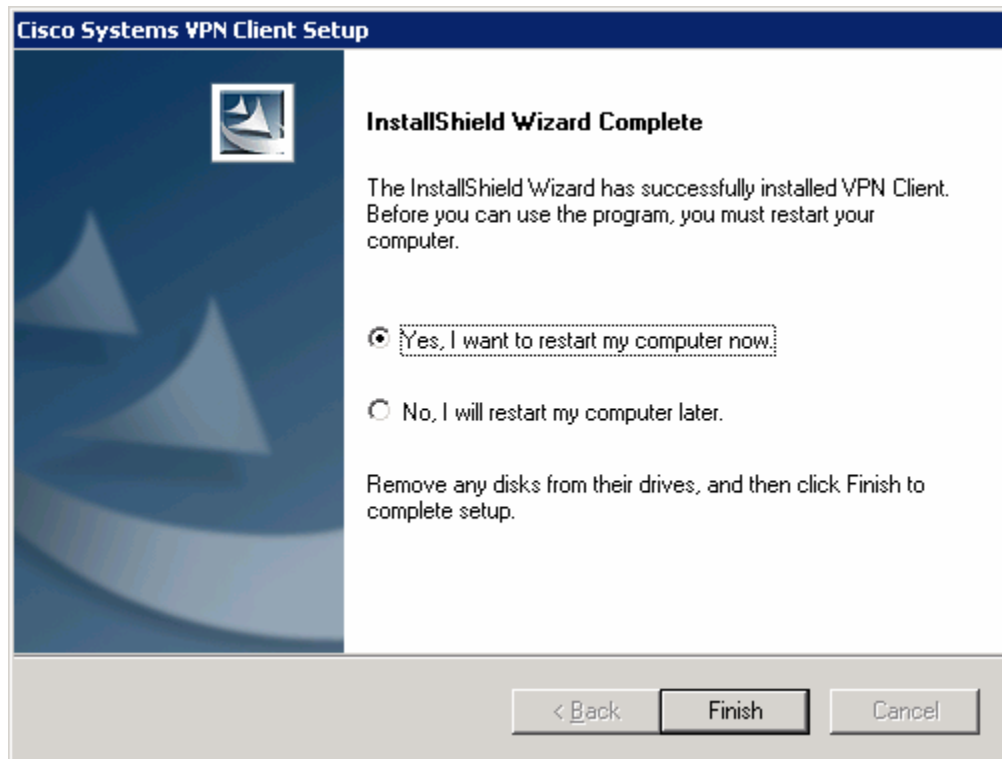 Cisco Systems VPN Client Setup
InstallShield Wizard Complete
The InstallShield Wizard has successfully installed VPN Client.
Before you can use the program, you must restart your
computer.
Yes, I want to restart my computer now.
No, I will restart my computer later.
Remove any disks from their drives, and then click Finish to
complete setup.
< Back Finish Cancel